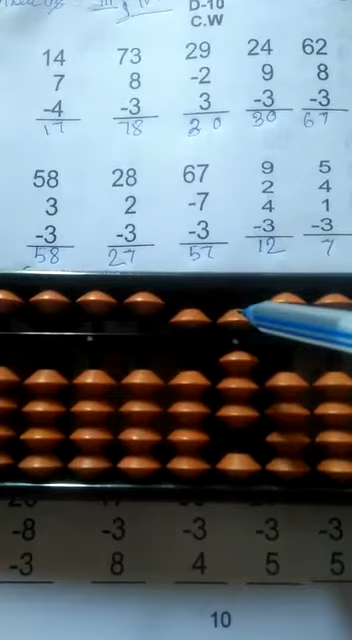 D-10
C.W
14 73 29 24 62
7 8 -2 9 8
-4 -3 3 -3 -3
17 78 30 30 67
58 28 67 9 5
3 2 -7 2 4
-3 -3 -3 4 1
58 27 57 -3 -3
12 7
-8 -3 -3 -3 -3
-3 8 4 5 5
10